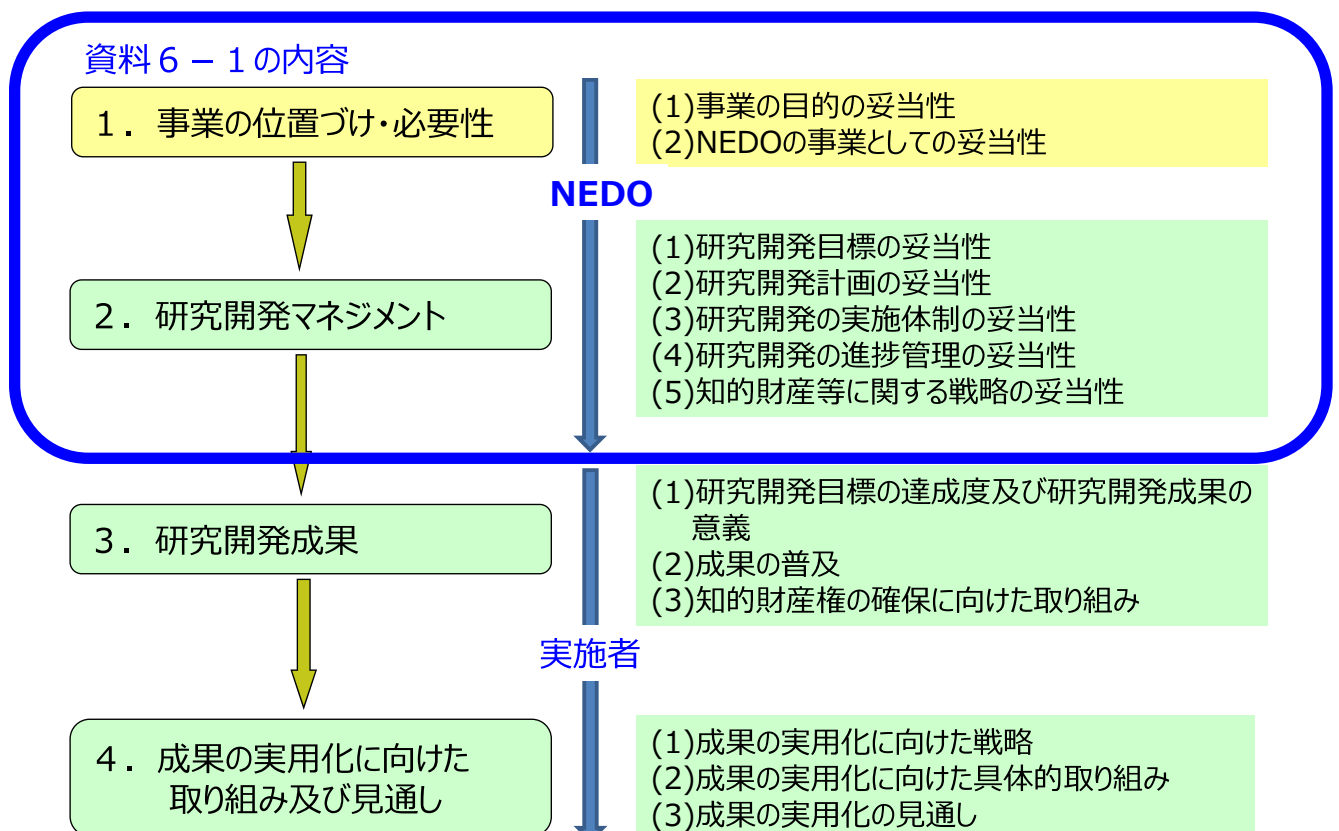 資料６－１の内容
１．事業の位置づけ・必要性
(1)事業の目的の妥当性
(2)NEDOの事業としての妥当性
NEDO
２．研究開発マネジメント
(1)研究開発目標の妥当性
(2)研究開発計画の妥当性
(3)研究開発の実施体制の妥当性
(4)研究開発の進捗管理の妥当性
(5)知的財産等に関する戦略の妥当性
３．研究開発成果
(1)研究開発目標の達成度及び研究開発成果の
意義
(2)成果の普及
(3)知的財産権の確保に向けた取り組み
実施者
４．成果の実用化に向けた
取り組み及び見通し
(1)成果の実用化に向けた戦略
(2)成果の実用化に向けた具体的取り組み
(3)成果の実用化の見通し